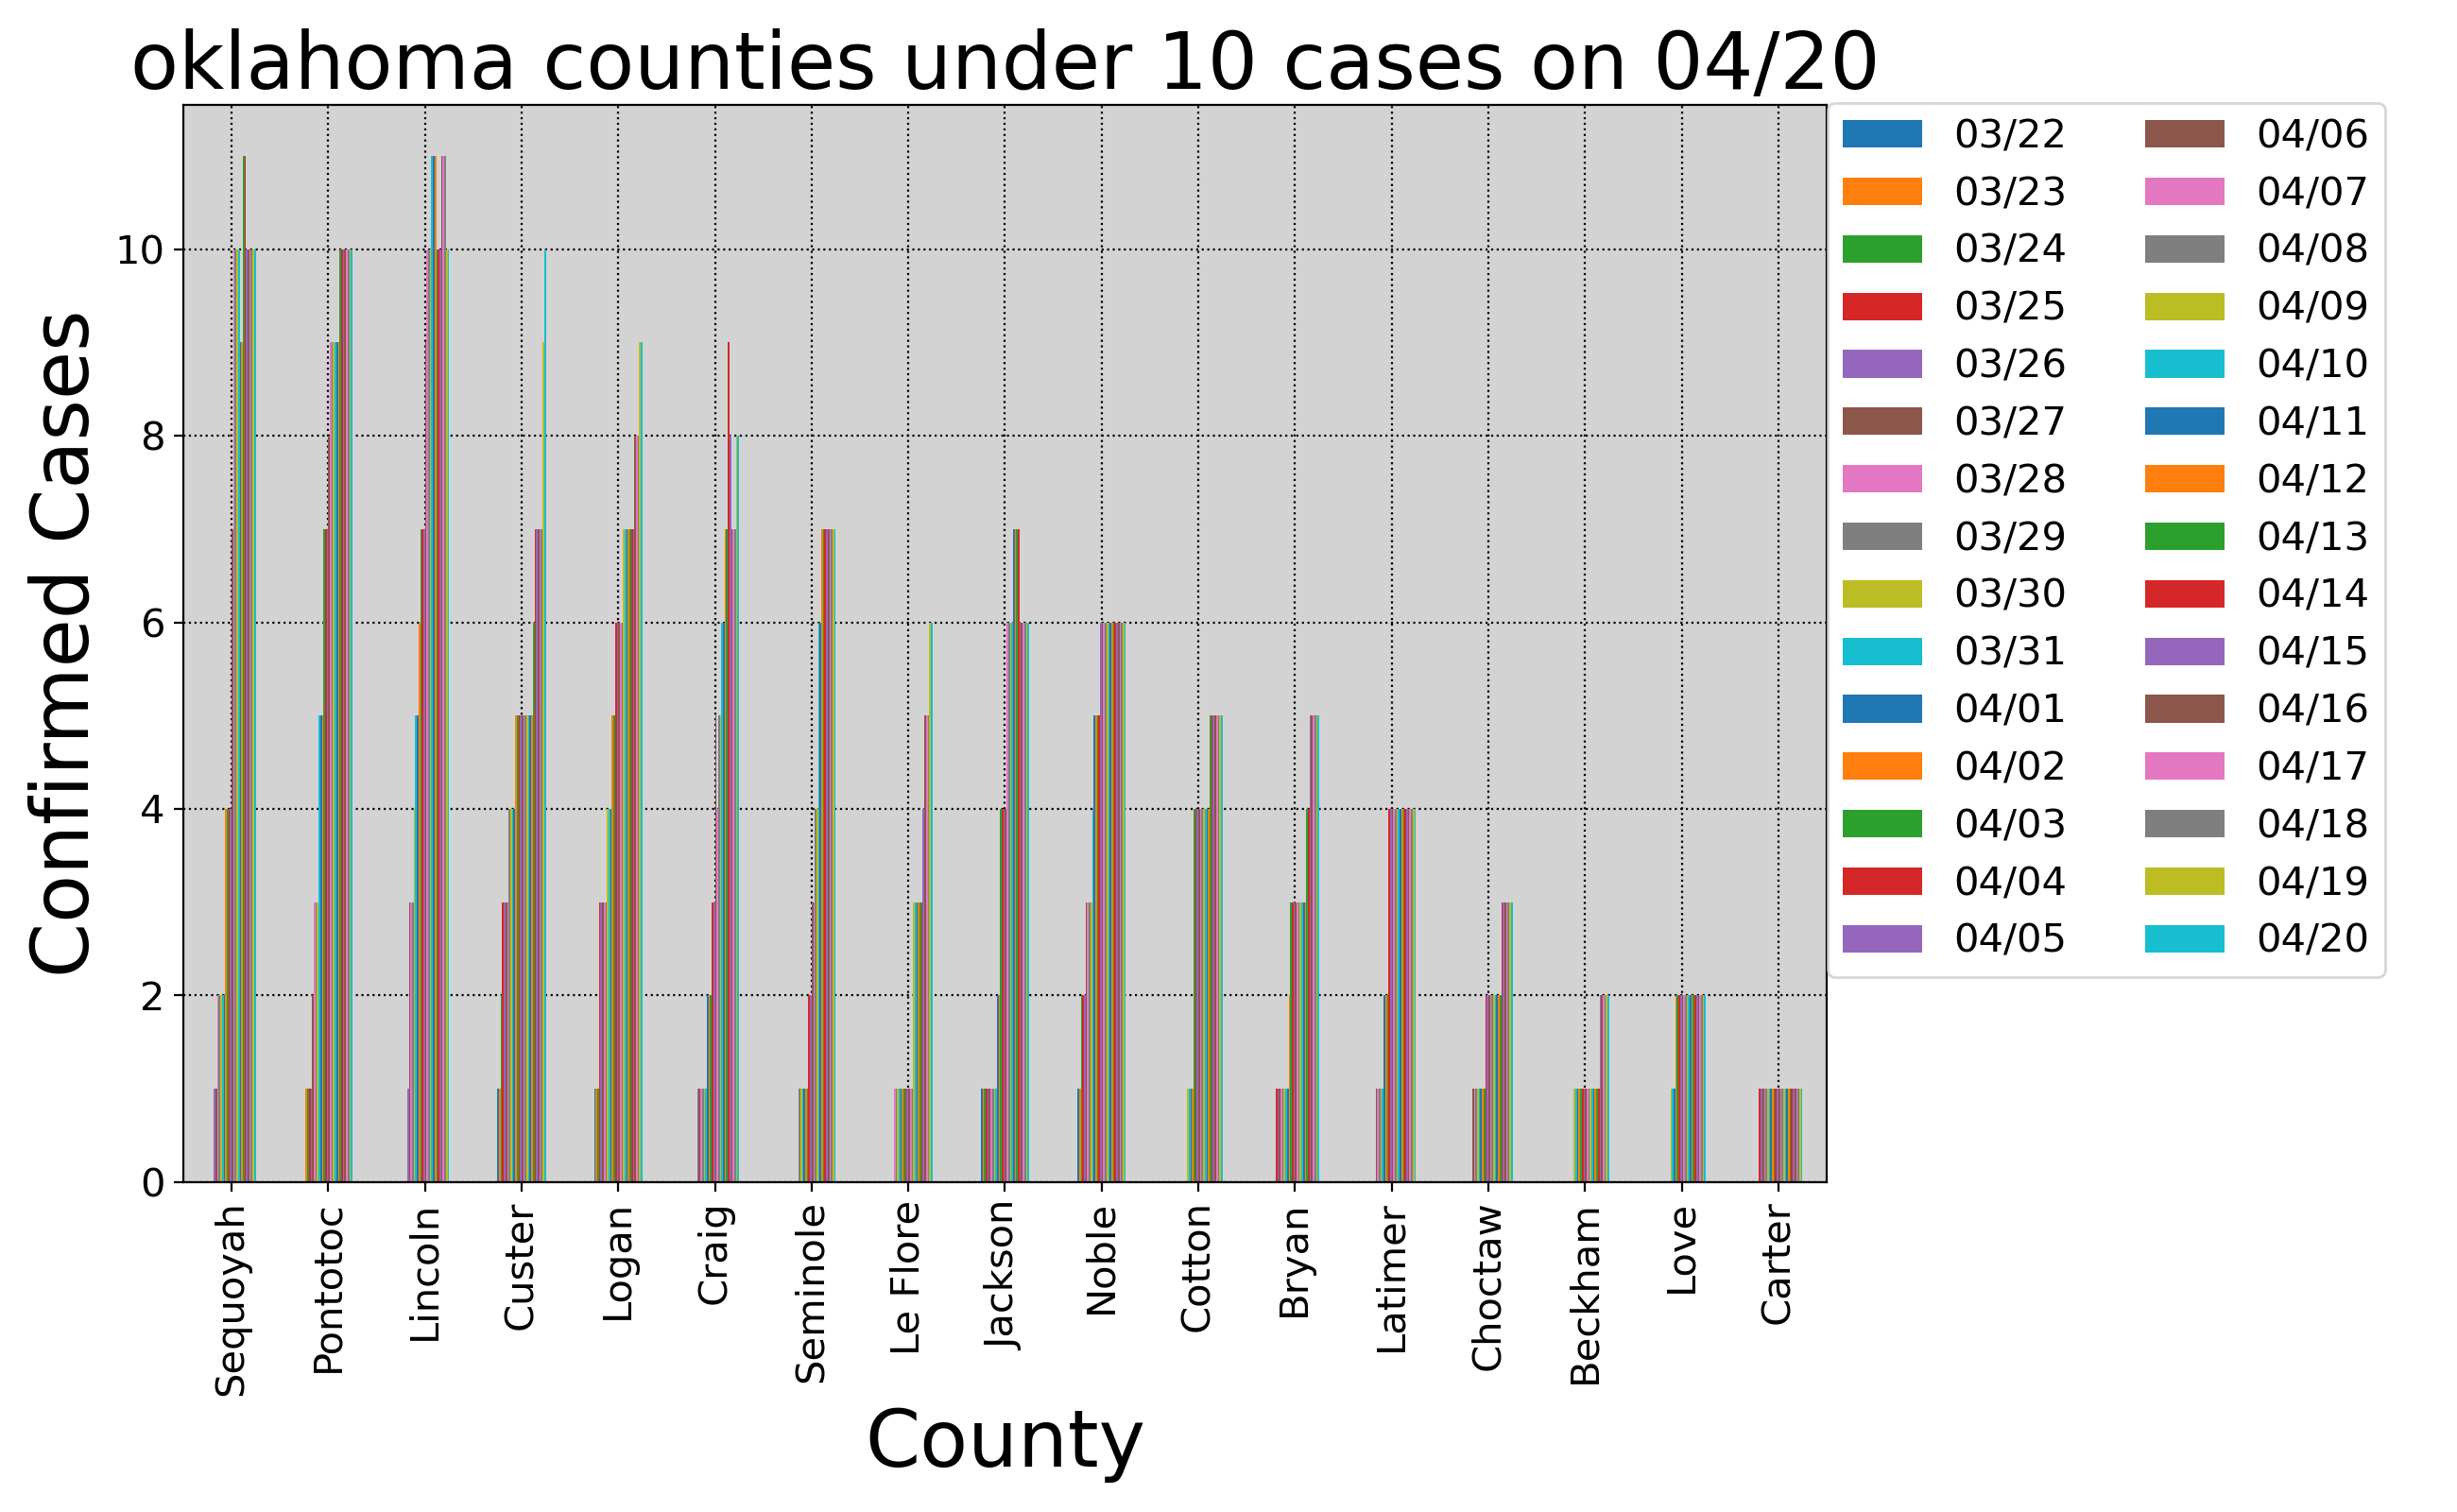 oklahoma counties under 10 cases on 04/20
Confirmed Cases
10
8
6
4
2
0
Sequoyah
Pontotoc
Lincoln
Custer
Logan
Craig
Seminole
Le Flore
Jackson
Noble
Cotton
Bryan
Latimer
Choctaw
Beckham
Love
Carter
County
03/22
03/23
03/24
03/25
03/26
03/27
03/28
03/29
03/30
03/31
04/01
04/02
04/03
04/04
04/05
04/06
04/07
04/08
04/09
04/10
04/11
04/12
04/13
04/14
04/15
04/16
04/17
04/18
04/19
04/20